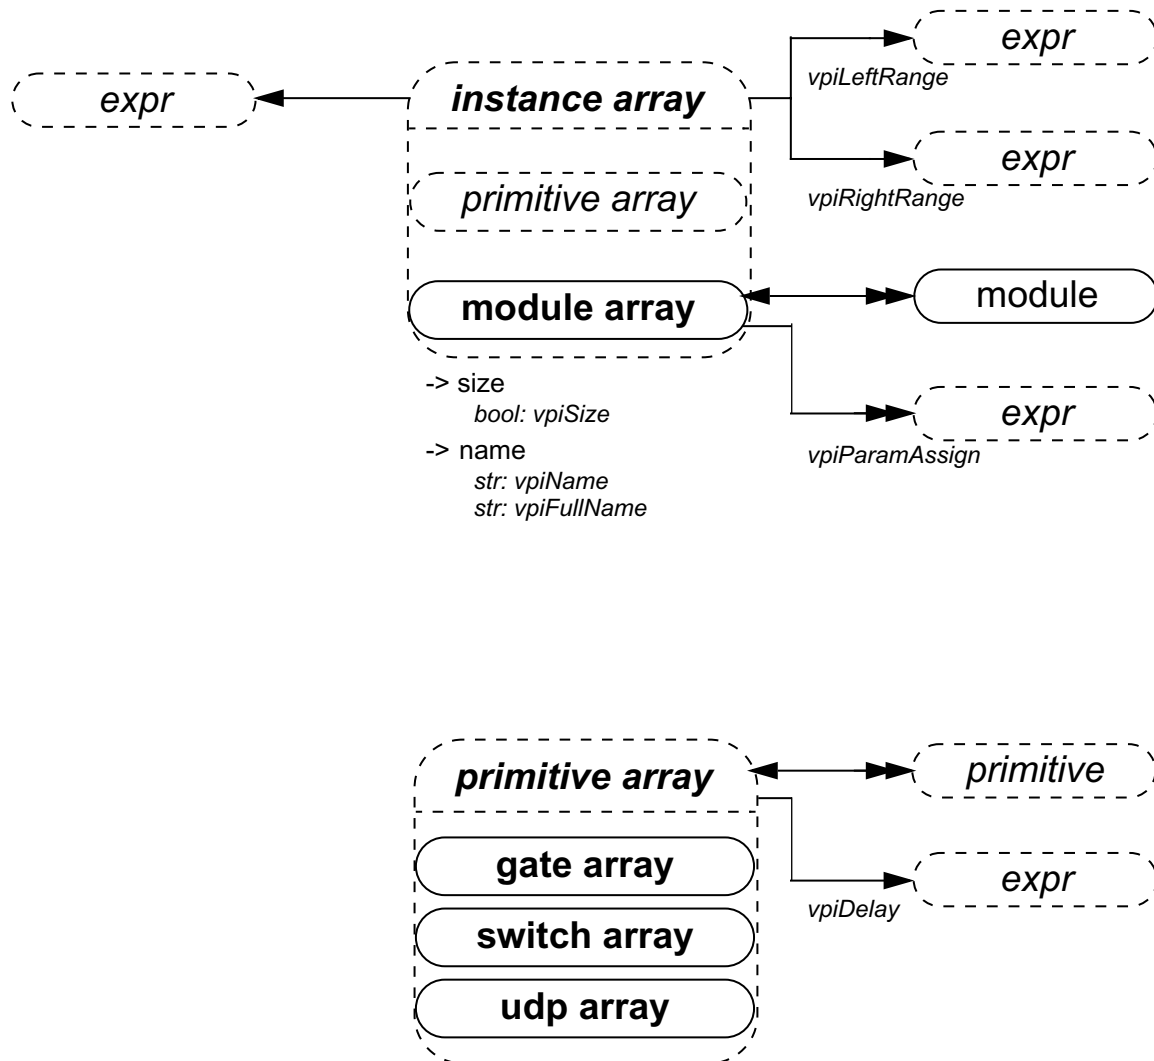 expr
instance array
expr
vpiLeftRange
expr
vpiRightRange
primitive array
module array
module
-> size
bool: vpiSize
-> name
str: vpiName
str: vpiFullName
expr
vpiParamAssign
primitive array
primitive
gate array
expr
vpiDelay
switch array
udp array